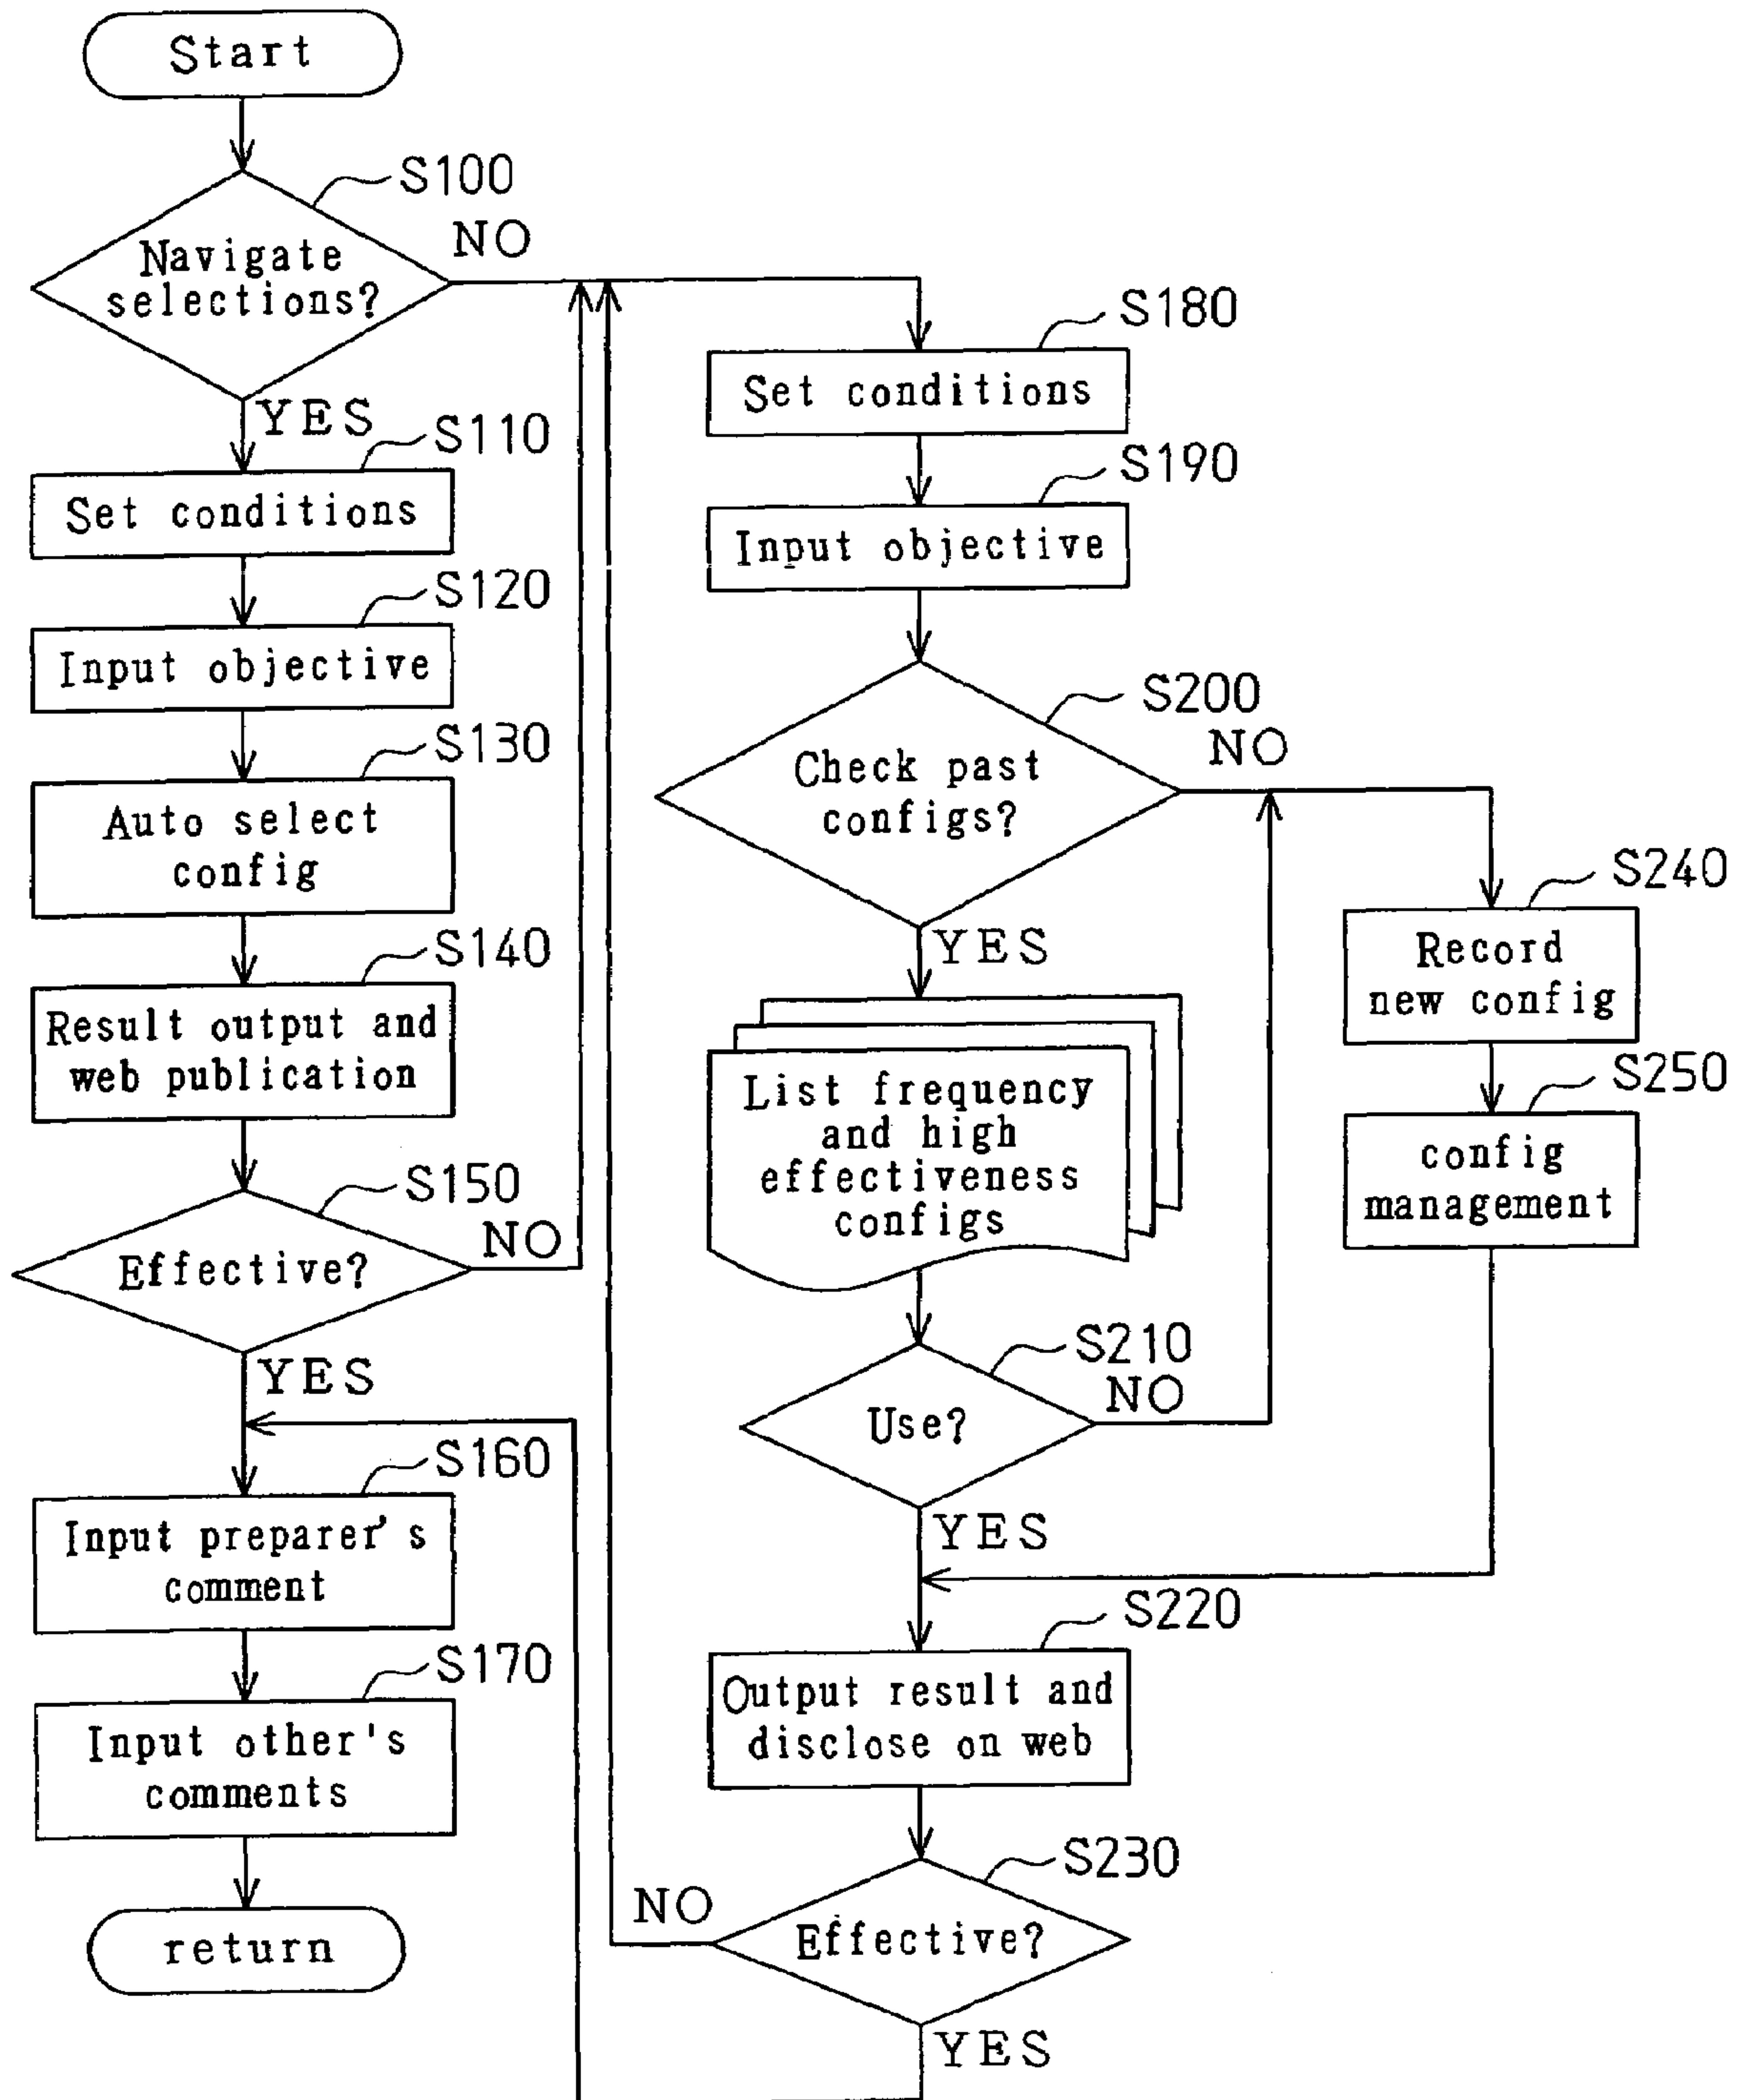 Start
S100
NO
Navigate
selections?
YES
S110
Set conditions
S120
Input objective
S130
Auto select
config
S140
Result output and
web publication
S150
NO
Effective?
YES
S160
Input preparer's
comment
S170
Input other's
comments
return
S180
Set conditions
S190
Input objective
S200
NO
Check past
configs?
YES
List frequency
and high
effectiveness
configs
S210
NO
Use?
YES
S220
Output result and
disclose on web
S230
NO
Effective?
YES
S240
Record
new config
S250
config
management